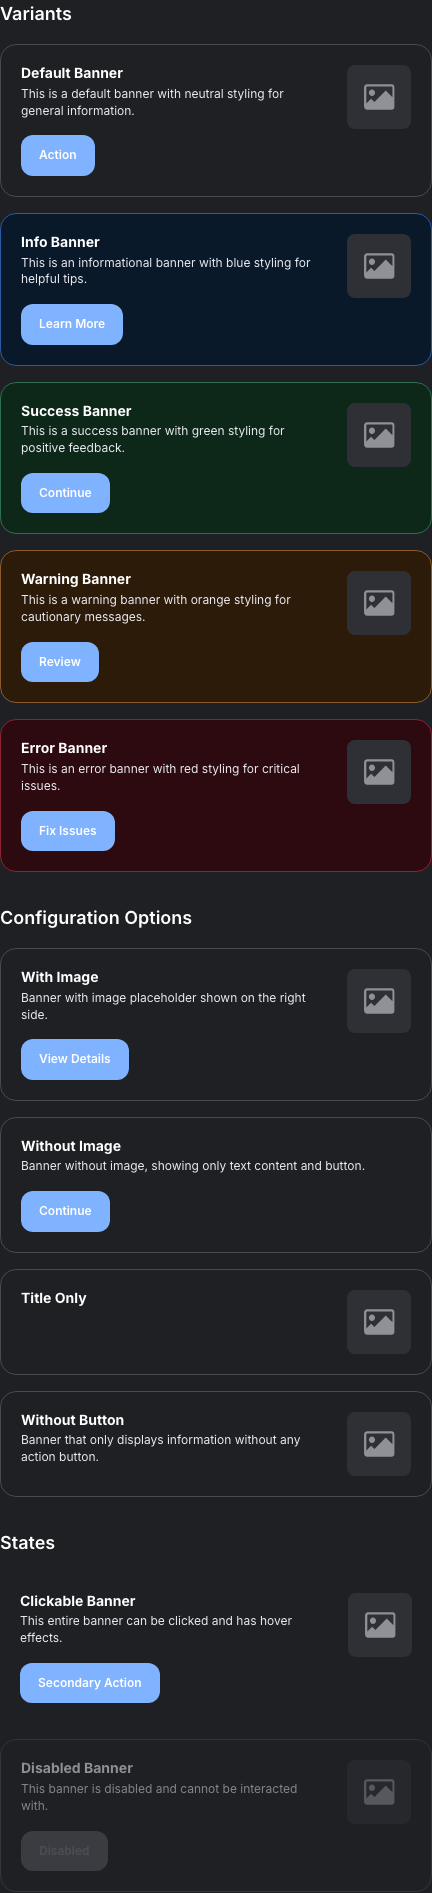 Variants
Default Banner
This is a default banner with neutral styling for
general information.
Action
Info Banner
This is an informational banner with blue styling for
helpful tips.
Learn More
Success Banner
This is a success banner with green styling for
positive feedback.
Continue
Warning Banner
This is a warning banner with orange styling for
cautionary messages.
Review
Error Banner
This is an error banner with red styling for critical
issues.
Fix Issues
Configuration Options
With Image
Banner with image placeholder shown on the right
side.
View Details
Without Image
Banner without image, showing only text content and button.
Continue
Title Only
Without Button
Banner that only displays information without any
action button.
States
Clickable Banner
This entire banner can be clicked and has hover
effects.
Secondary Action
Disabled Banner
This banner is disabled and cannot be interacted
with.
Disabled